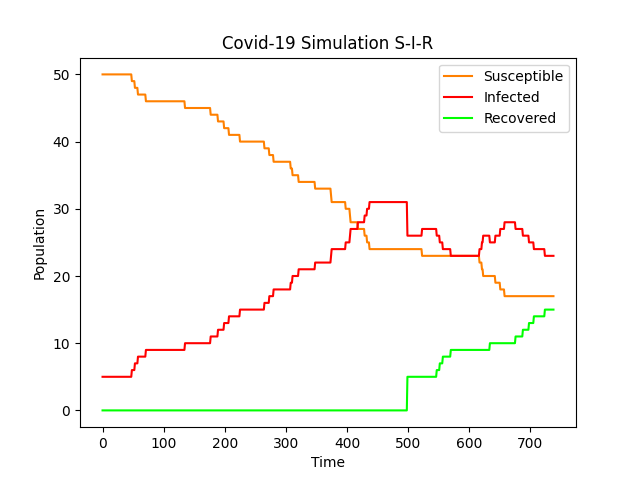 Covid-19 Simulation S-I-R
Susceptible
Infected
Recovered
Population
50
40
30
20
10
0
0 100 200 300 400 500 600 700
Time